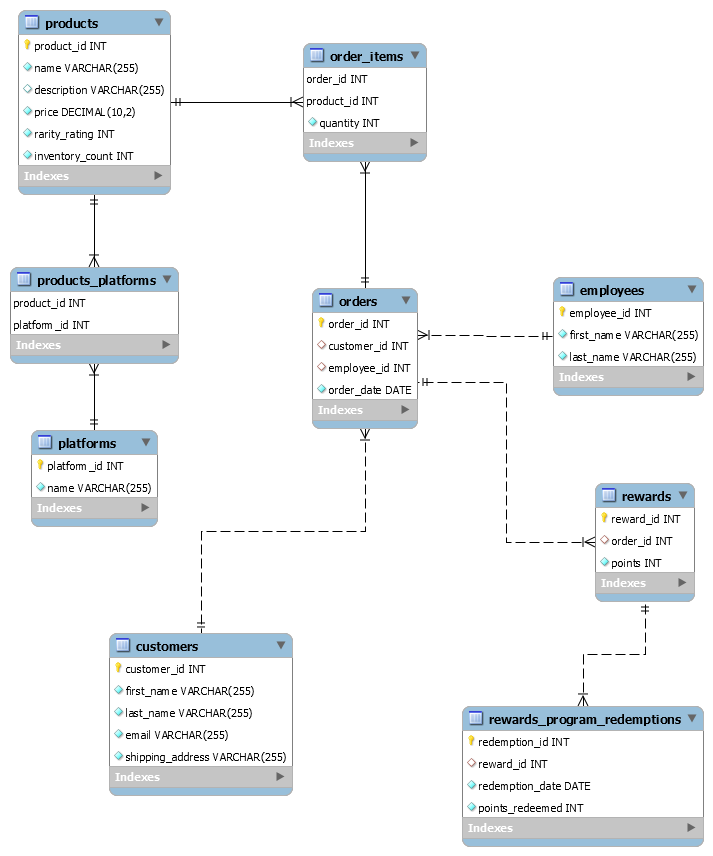 products
product_id INT
name VARCHAR(255)
description VARCHAR(255)
price DECIMAL(10,2)
rarity_rating INT
inventory_count INT
Indexes
order_items
order_id INT
product_id INT
quantity INT
Indexes
products_platforms
product_id INT
platform_id INT
Indexes
orders
order_id INT
customer_id INT
employee_id INT
order_date DATE
Indexes
employees
employee_id INT
first_name VARCHAR(255)
last_name VARCHAR(255)
Indexes
platforms
platform_id INT
name VARCHAR(255)
Indexes
rewards
reward_id INT
order_id INT
points INT
Indexes
customers
customer_id INT
first_name VARCHAR(255)
last_name VARCHAR(255)
email VARCHAR(255)
shipping_address VARCHAR(255)
Indexes
rewards_program_redemptions
redemption_id INT
reward_id INT
redemption_date DATE
points_redeemed INT
Indexes